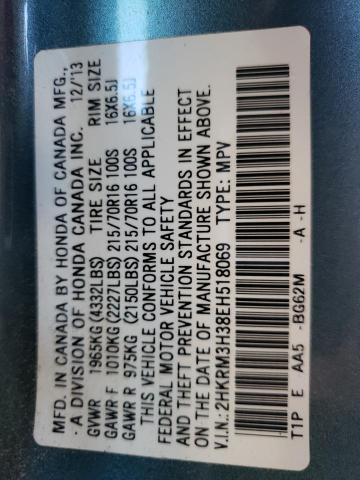 MFD. IN CANADA BY HONDA OF CANADA MFG.,
· A DIVISION OF HONDA CANADA INC. 12/'13
GVWR 1965KG (4332LBS) TIRE SIZE RIM SIZE
GAWR F 1010KG (2227LBS) 215/70R16 100S 16X6.5J
GAWR R 975KG (2150LBS) 215/70R16 100S 16X6.5J
THIS VEHICLE CONFORMS TO ALL APPLICABLE
FEDERAL MOTOR VEHICLE SAFETY
AND THEFT PREVENTION STANDARDS IN EFFECT
ON THE DATE OF MANUFACTURE SHOWN ABOVE.
V.I.N.: 2HKRM3H38EH518069 TYPE: MPV
T1P E AA5 -BG62M -A -H